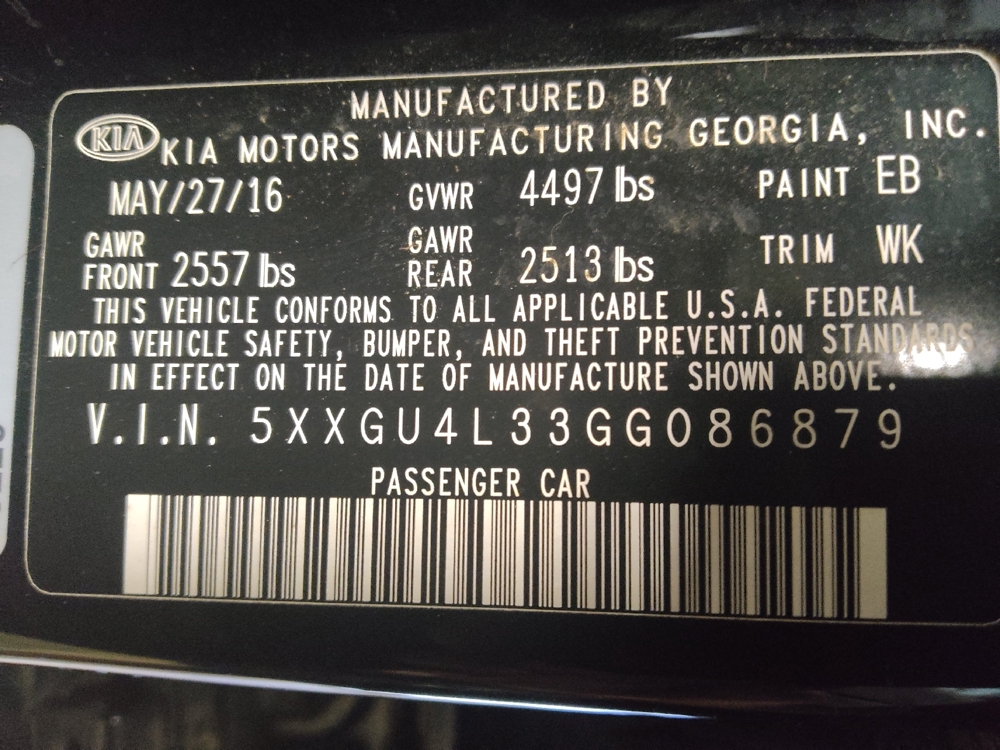 MANUFACTURED BY
KIA KIA MOTORS MANUFACTURING GEORGIA, INC.
MAY/27/16 GVWR 4497 lbs PAINT EB
GAWR FRONT 2557 lbs GAWR REAR 2513 lbs TRIM WK
THIS VEHICLE CONFORMS TO ALL APPLICABLE U.S.A. FEDERAL
MOTOR VEHICLE SAFETY, BUMPER, AND THEFT PREVENTION STANDARDS
IN EFFECT ON THE DATE OF MANUFACTURE SHOWN ABOVE.
V.I.N. 5XXGU4L33GG086879
PASSENGER CAR